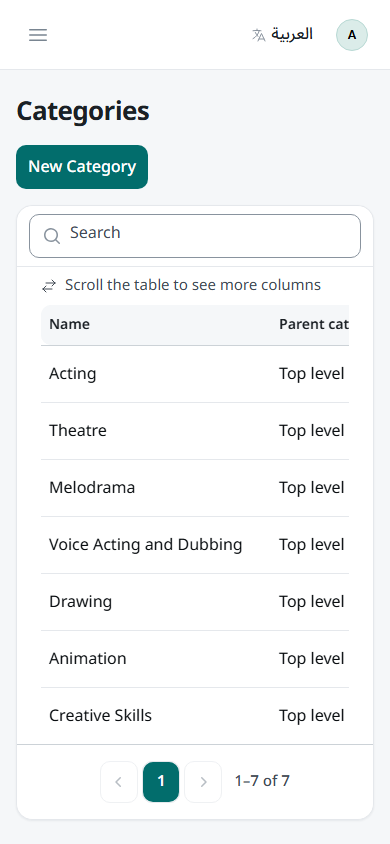 العربية
A
Categories
New Category
Search
Scroll the table to see more columns
Name Parent cat
Acting Top level
Theatre Top level
Melodrama Top level
Voice Acting and Dubbing Top level
Drawing Top level
Animation Top level
Creative Skills Top level
1 1–7 of 7